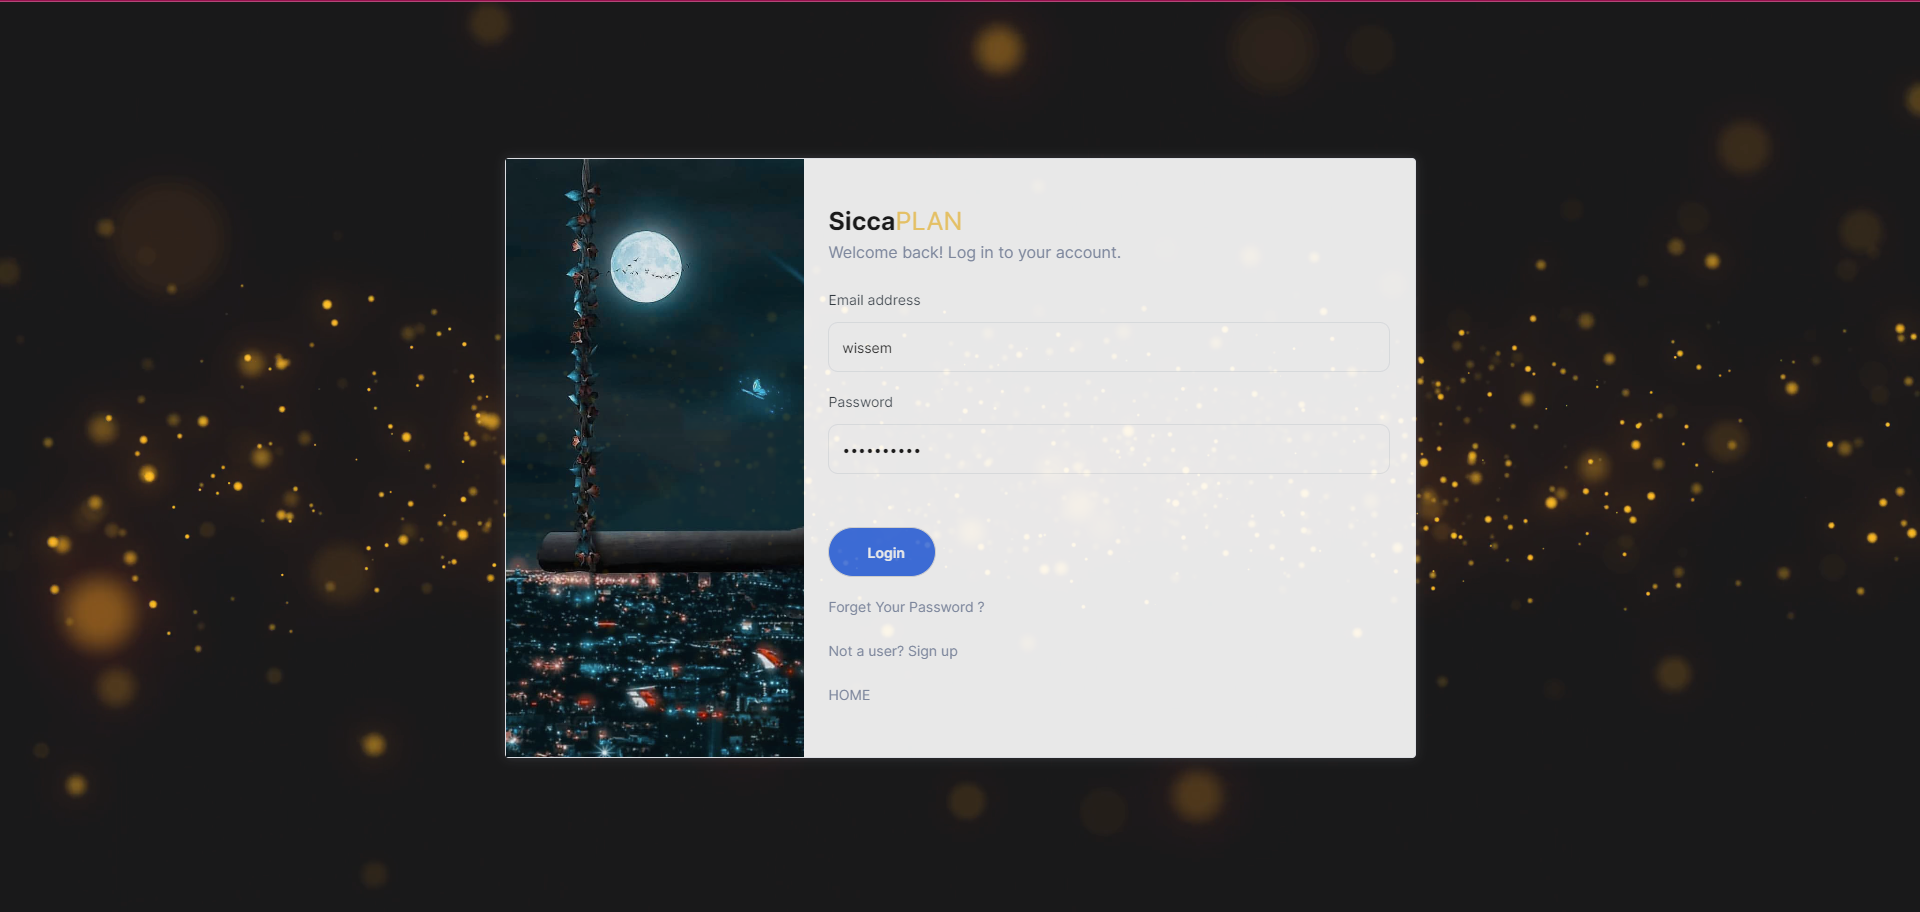 SiccaPLAN
Welcome back! Log in to your account.
Email address
wissem
Password
••••••••••
Login
Forget Your Password ?
Not a user? Sign up
HOME